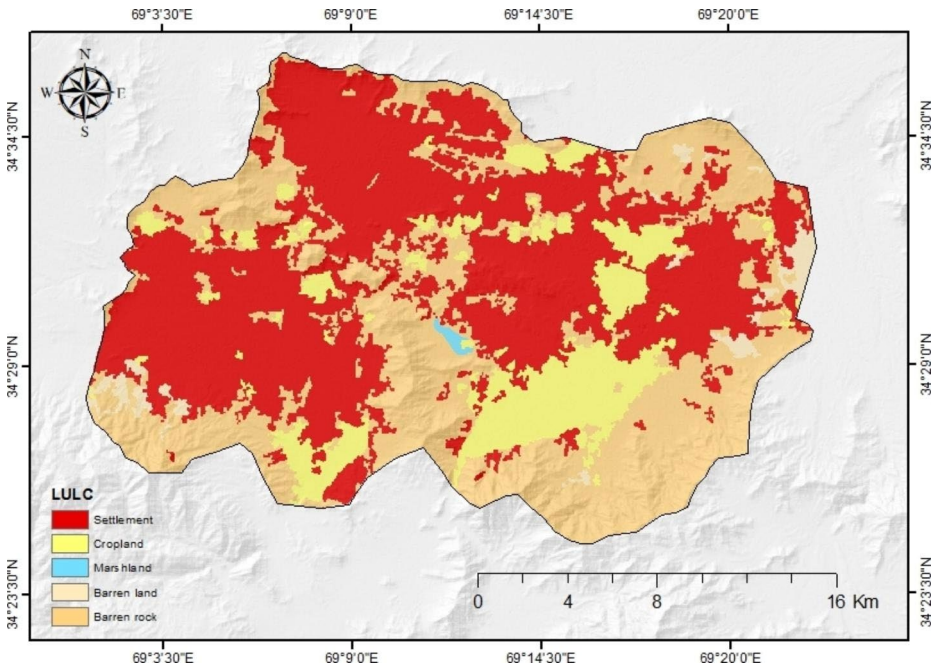 69°3'30"E 69°9'0"E 69°14'30"E 69°20'0"E
N
W E
S
34°34'30"N 34°34'30"N
34°29'0"N 34°29'0"N
34°23'30"N 34°23'30"N
LULC
Settlement
Cropland
Marshland
Barren land
Barren rock
0 4 8 16 Km
69°3'30"E 69°9'0"E 69°14'30"E 69°20'0"E